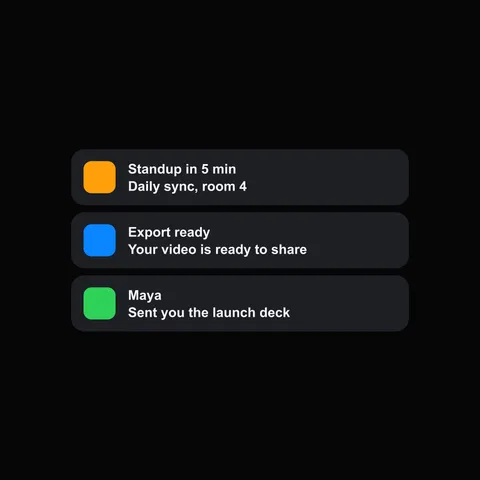 Standup in 5 min
Daily sync, room 4
Export ready
Your video is ready to share
Maya
Sent you the launch deck